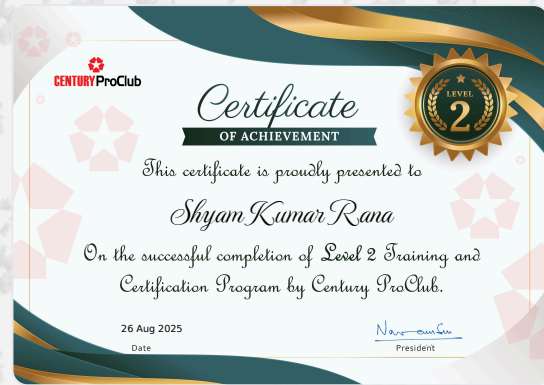 CENTURY ProClub
LEVEL
2
Certificate
OF ACHIEVEMENT
This certificate is proudly presented to
Shyam Kumar Rana
On the successful completion of Level 2 Training and
Certification Program by Century ProClub.
26 Aug 2025
Date
President